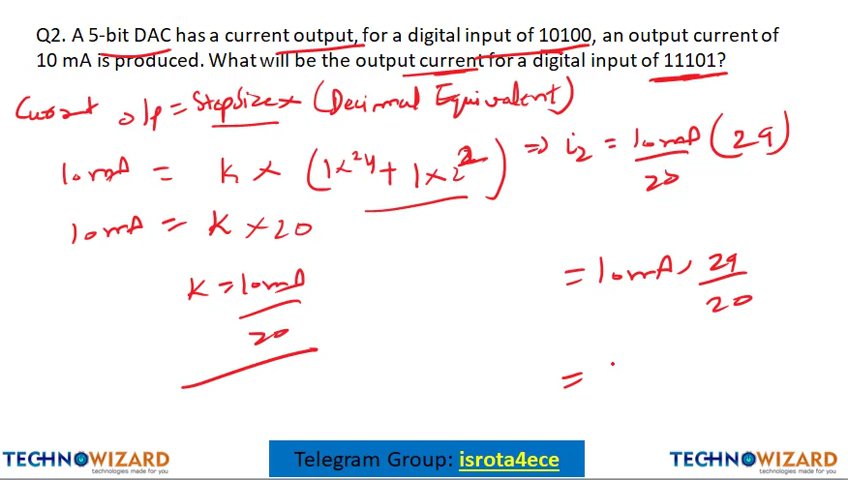 Q2. A 5-bit DAC has a current output, for a digital input of 10100, an output current of
10 mA is produced. What will be the output current for a digital input of 11101?
Current o/p = Stepsize × (Decimal Equivalent)
10mA = K × (1×2^4 + 1×2^2) ⇒ i2 = 10mA/20 (29)
10mA = K × 20
K = 10mA/20
= 10mA × 29/20
=
TECHNOWIZARD
technologies made for you
Telegram Group: isrota4ece
TECHNOWIZARD
technologies made for you